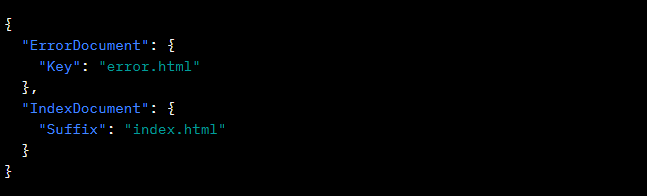 {
  "ErrorDocument": {
    "Key": "error.html"
  },
  "IndexDocument": {
    "Suffix": "index.html"
  }
}